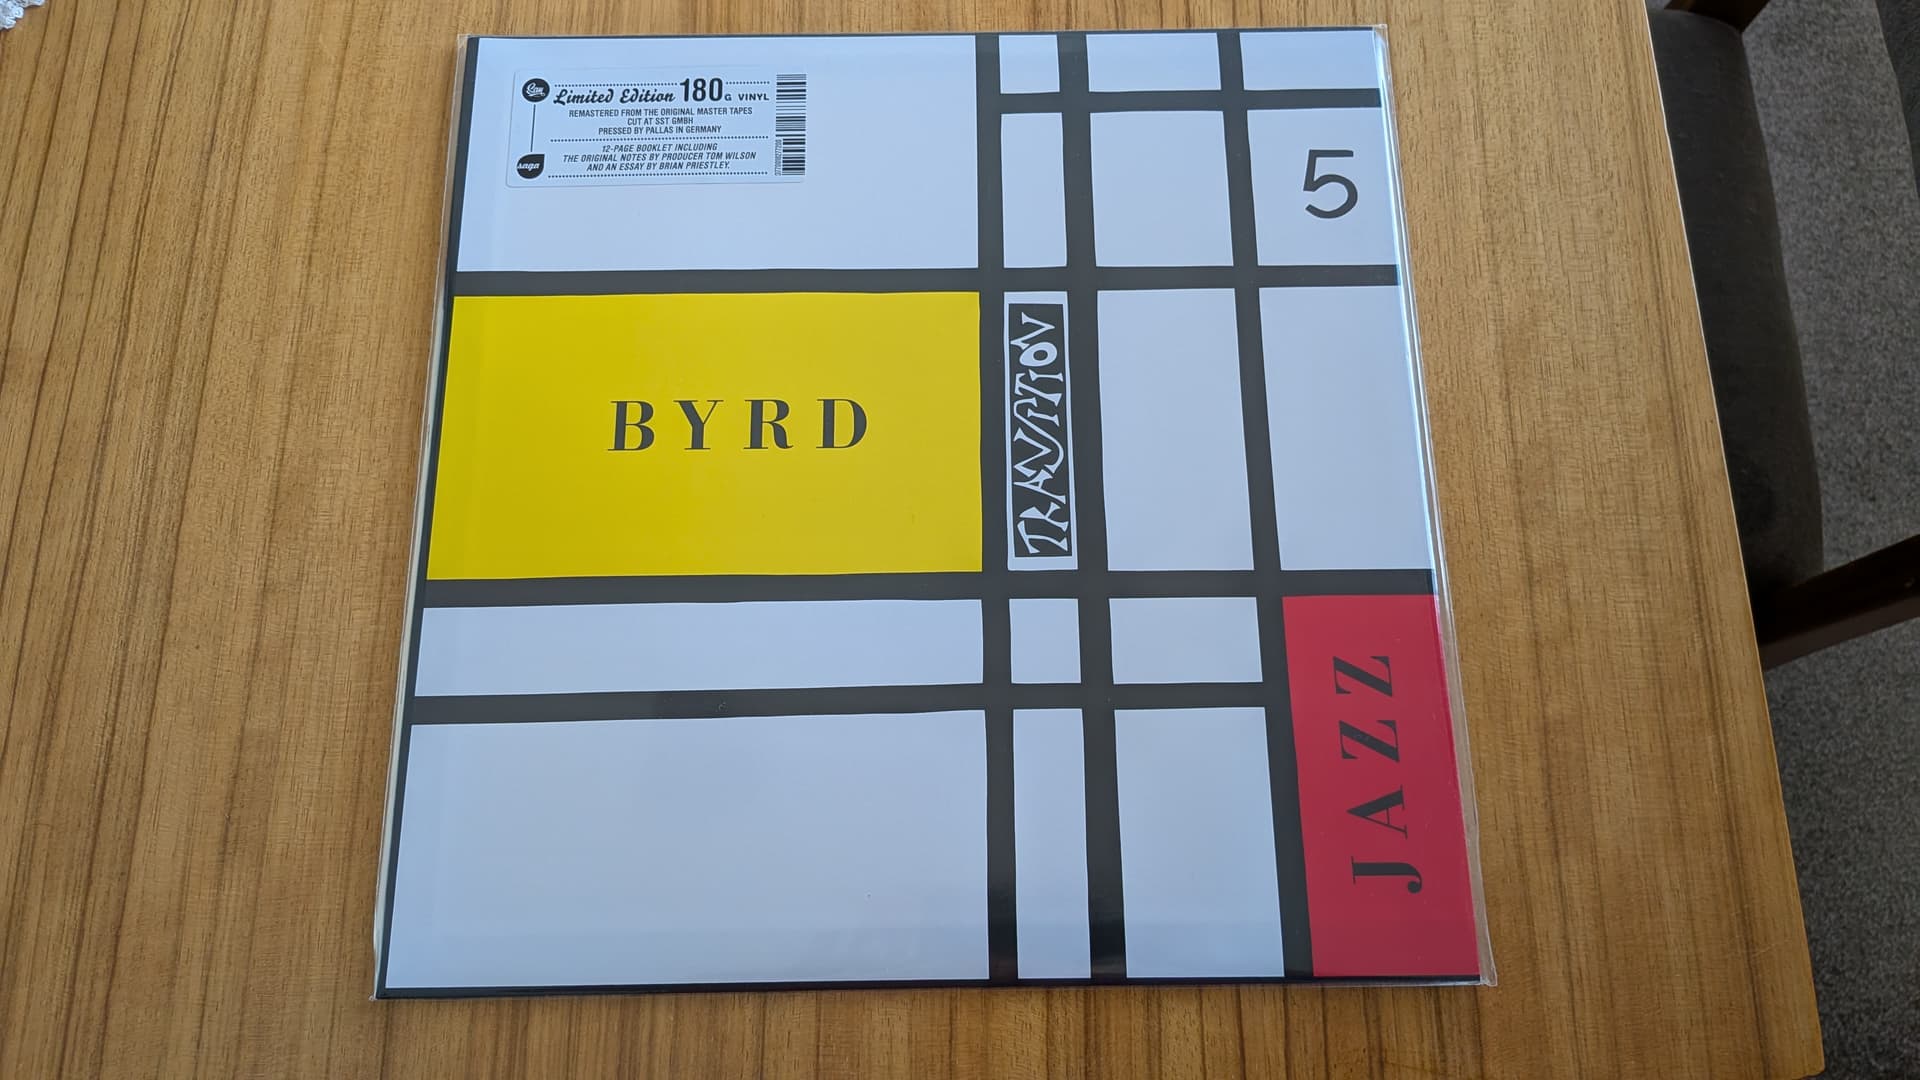 Sam
Limited Edition 180G VINYL
REMASTERED FROM THE ORIGINAL MASTER TAPES
CUT AT SST GMBH
PRESSED BY PALLAS IN GERMANY
saga
12-PAGE BOOKLET INCLUDING
THE ORIGINAL NOTES BY PRODUCER TOM WILSON
AND AN ESSAY BY BRIAN PRIESTLEY.
5
BYRD
TRANSITION
JAZZ